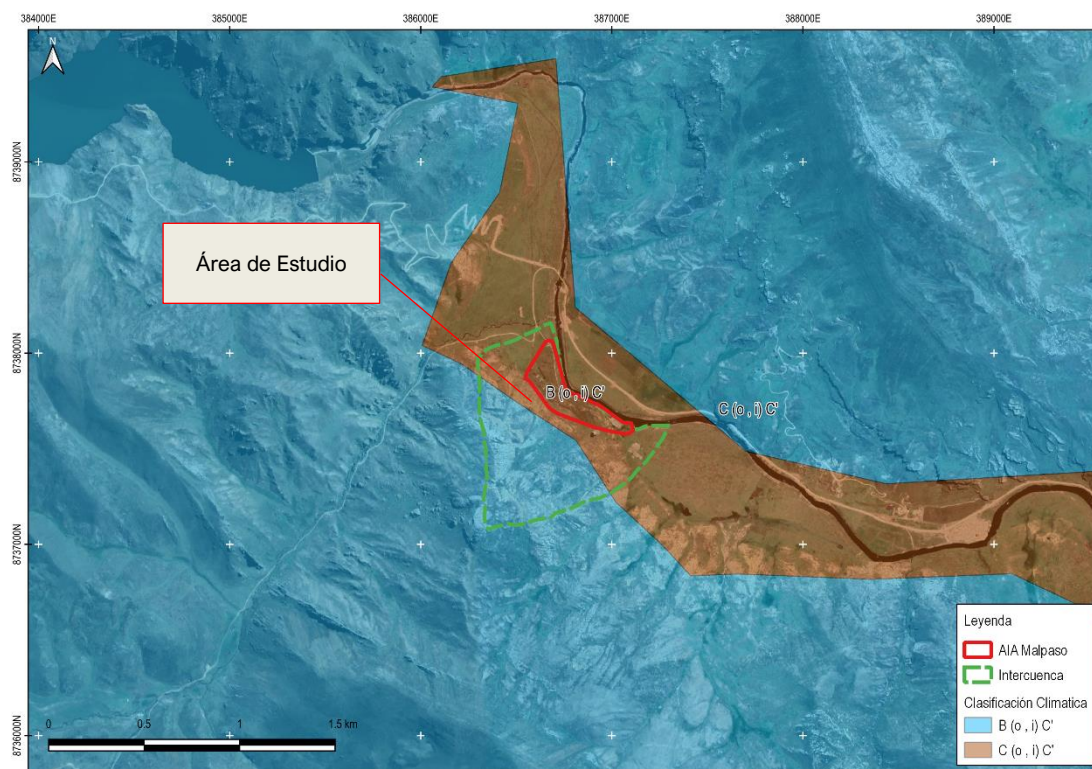 384000E 385000E 386000E 387000E 388000E 389000E
N
8739000N
Área de Estudio
8738000N
B (o , i) C'
C (o , i) C'
8737000N
8736000N
0 0.5 1 1.5 km
Leyenda
AIA Malpaso
Intercuenca
Clasificación Climatica
B (o , i) C'
C (o , i) C'